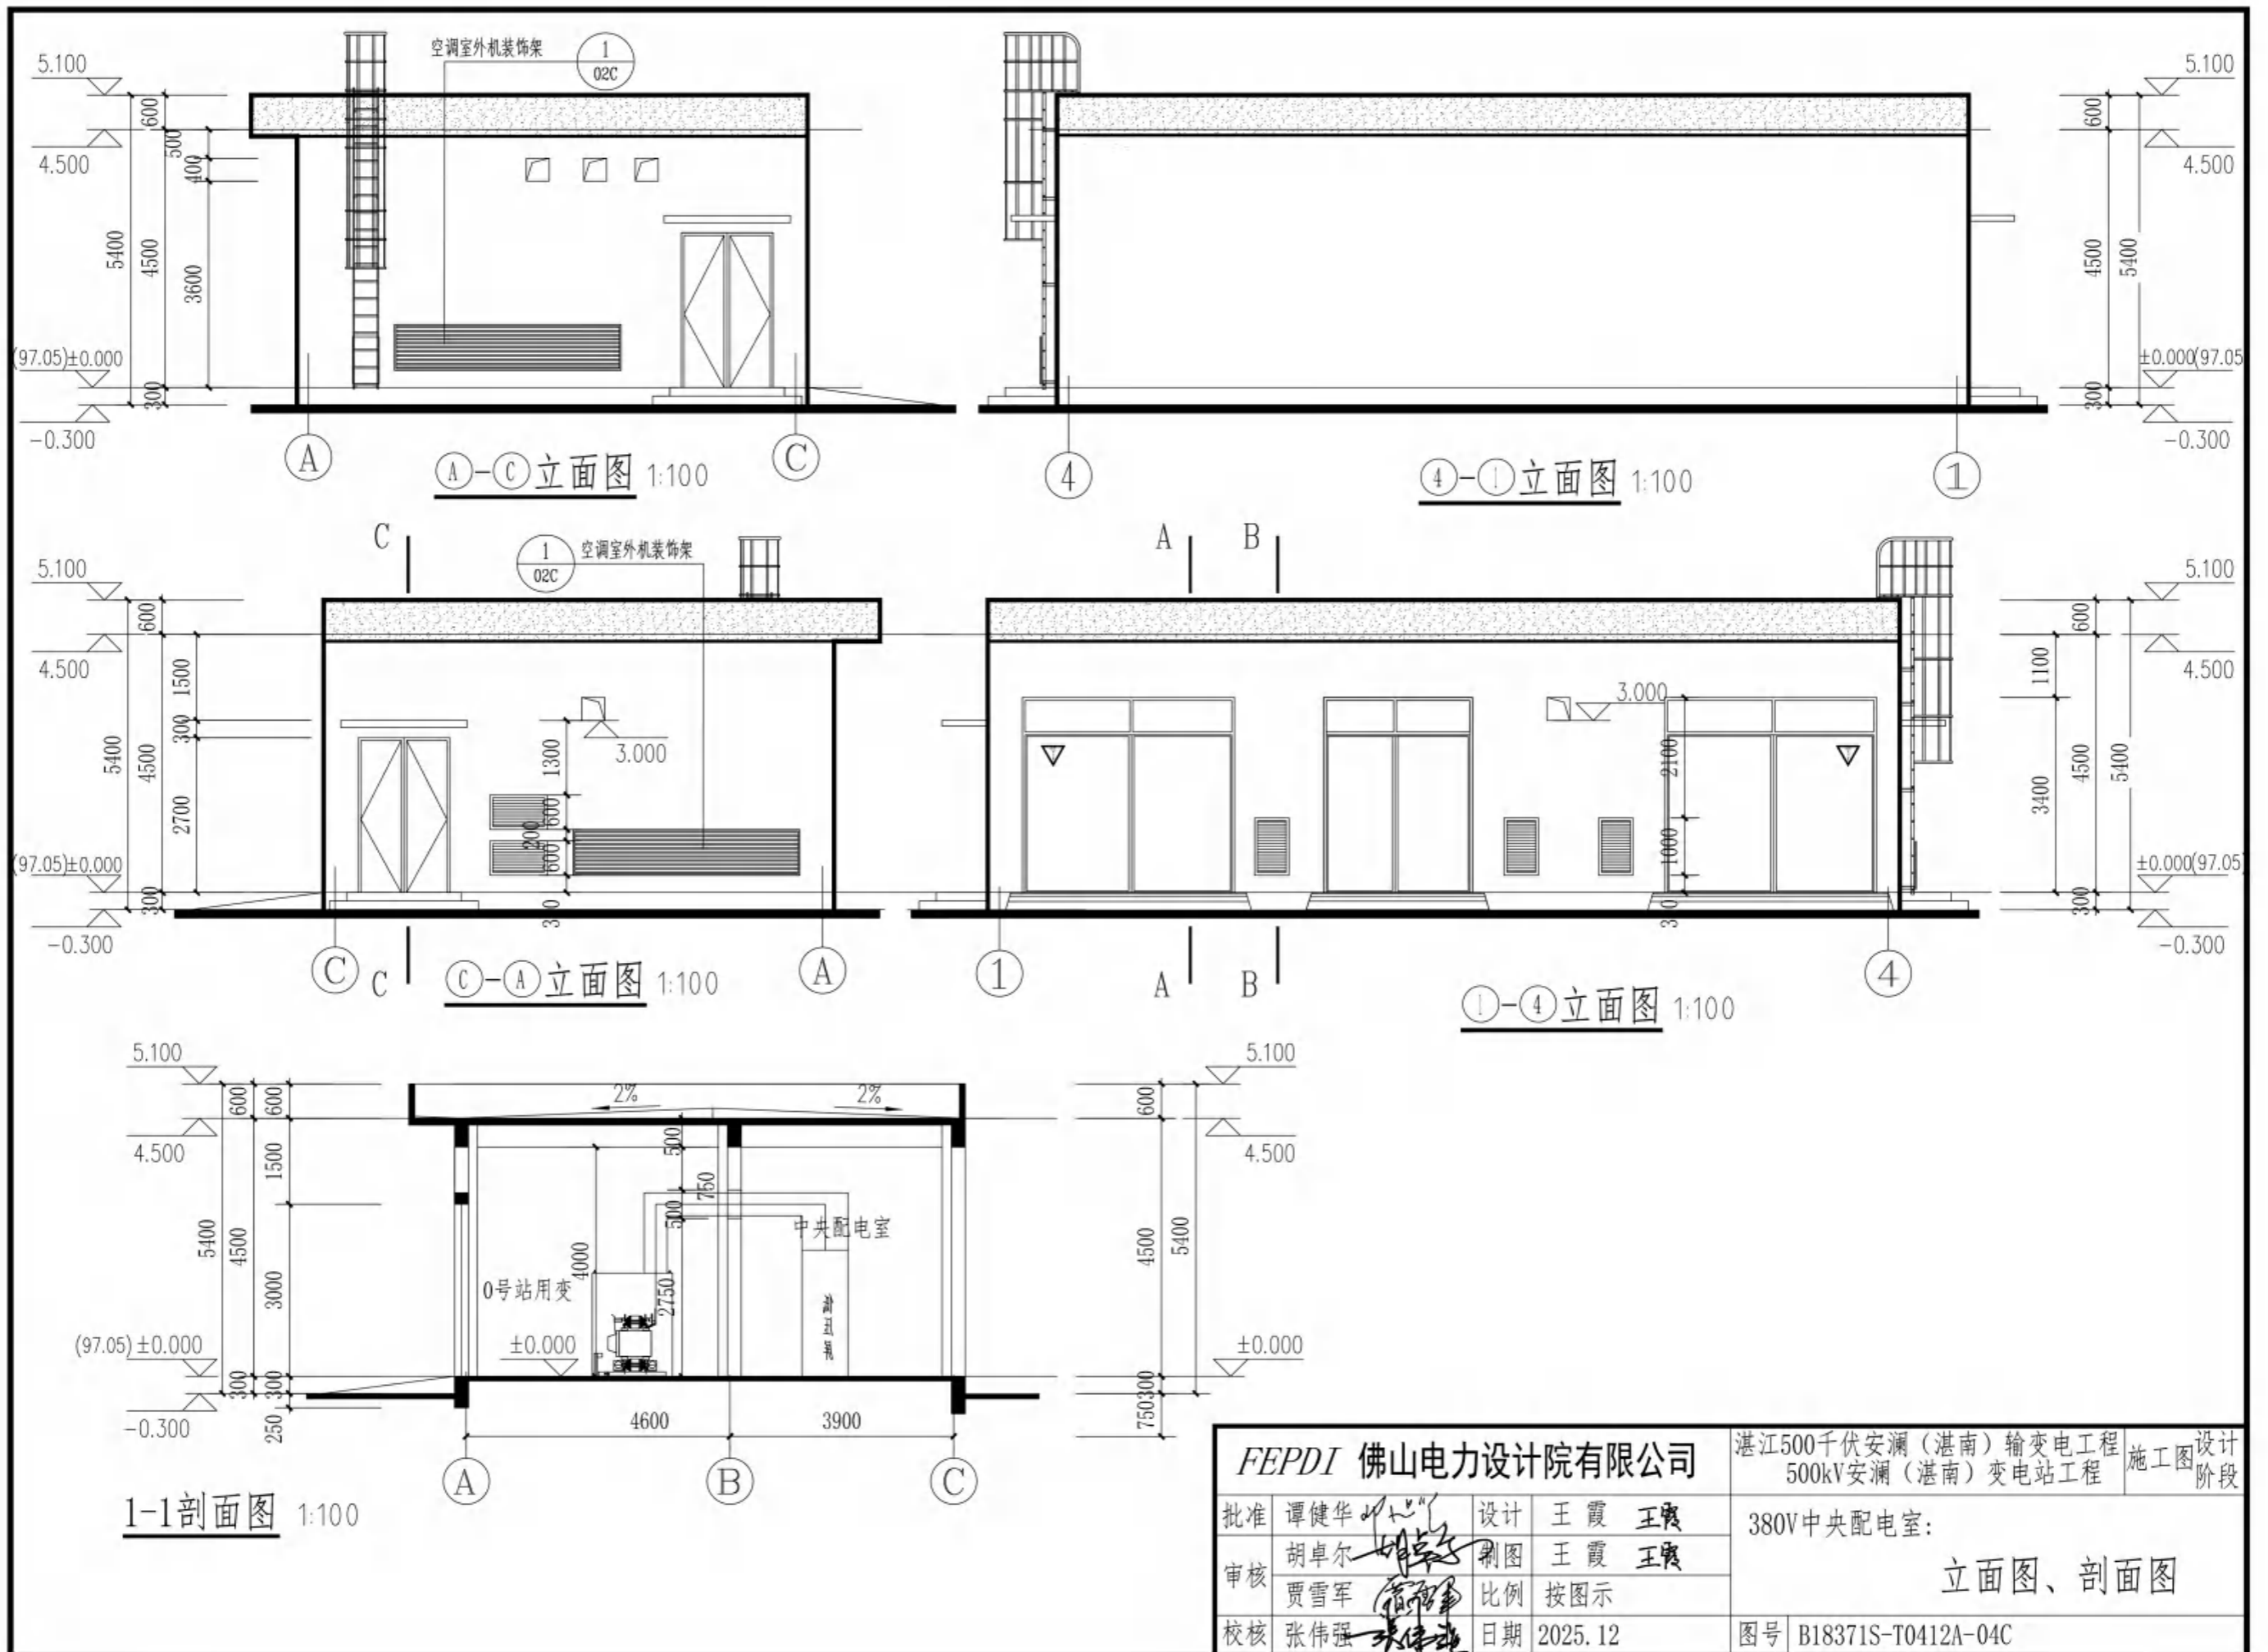 空调室外机装饰架
1
02C
5.100
4.500
600
500
400
5400
4500
3600
(97.05)±0.000
300
-0.300
A
C
A-C立面图 1:100
5.100
4.500
600
4500
5400
±0.000(97.05
300
-0.300
4
1
4-1立面图 1:100
C
1
02C
空调室外机装饰架
5.100
4.500
600
1500
300
5400
4500
2700
(97.05)±0.000
300
-0.300
3.000
1300
600
200
600
C
C
A
C-A立面图 1:100
A
B
5.100
4.500
600
1100
3.000
2100
1000
3400
4500
5400
±0.000(97.05)
300
-0.300
1
A
B
4
1-4立面图 1:100
5.100
4.500
600
600
1500
5400
4500
3000
(97.05)±0.000
300
300
-0.300
250
2%
2%
500
750
500
中央配电室
4000
0号站用变
2750
±0.000
4600
3900
A
B
C
5.100
4.500
600
4500
5400
±0.000
300
750
1-1剖面图 1:100
FEPDI 佛山电力设计院有限公司
湛江500千伏安澜（湛南）输变电工程
500kV安澜（湛南）变电站工程
施工图
设计
阶段
批准 谭健华
设计 王霞 王霞
审核 胡卓尔 胡卓尔
制图 王霞 王霞
贾雪军 贾雪军
比例 按图示
校核 张伟强 张伟强
日期 2025.12
380V中央配电室:
立面图、剖面图
图号 B18371S-T0412A-04C